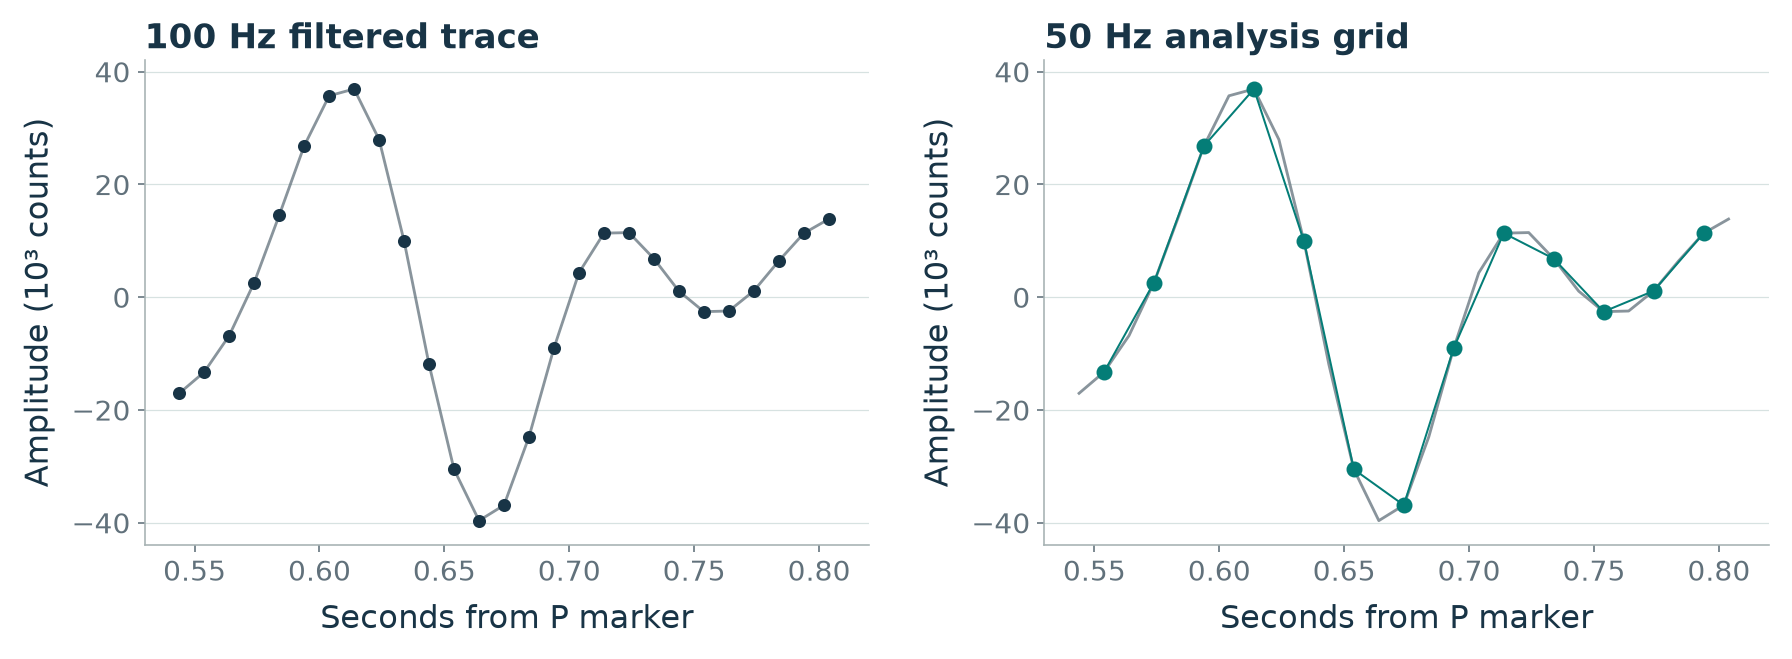 100 Hz filtered trace
Amplitude (10³ counts)
40
20
0
−20
−40
0.55 0.60 0.65 0.70 0.75 0.80
Seconds from P marker
50 Hz analysis grid
Amplitude (10³ counts)
40
20
0
−20
−40
0.55 0.60 0.65 0.70 0.75 0.80
Seconds from P marker